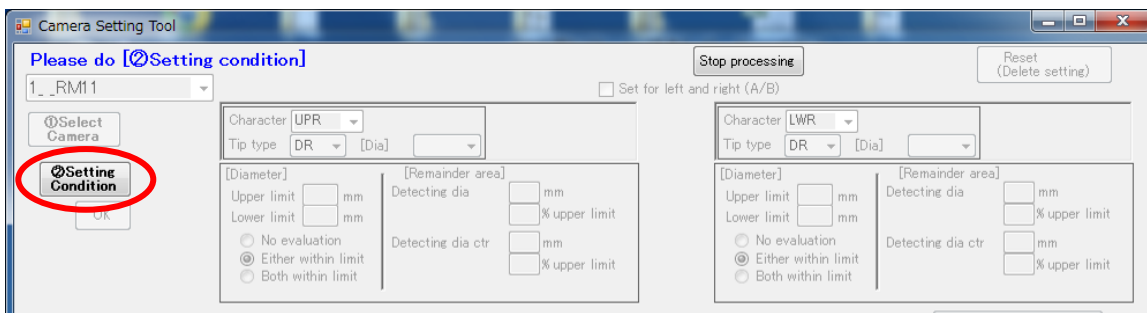 Camera Setting Tool
Please do [②Setting condition]
Stop processing
Reset
(Delete setting)
1_ _RM11
Set for left and right (A/B)
①Select
Camera
②Setting
Condition
OK
Character UPR
Tip type DR [Dia]
[Diameter]
Upper limit mm
Lower limit mm
No evaluation
Either within limit
Both within limit
[Remainder area]
Detecting dia mm
% upper limit
Detecting dia ctr mm
% upper limit
Character LWR
Tip type DR [Dia]
[Diameter]
Upper limit mm
Lower limit mm
No evaluation
Either within limit
Both within limit
[Remainder area]
Detecting dia mm
% upper limit
Detecting dia ctr mm
% upper limit